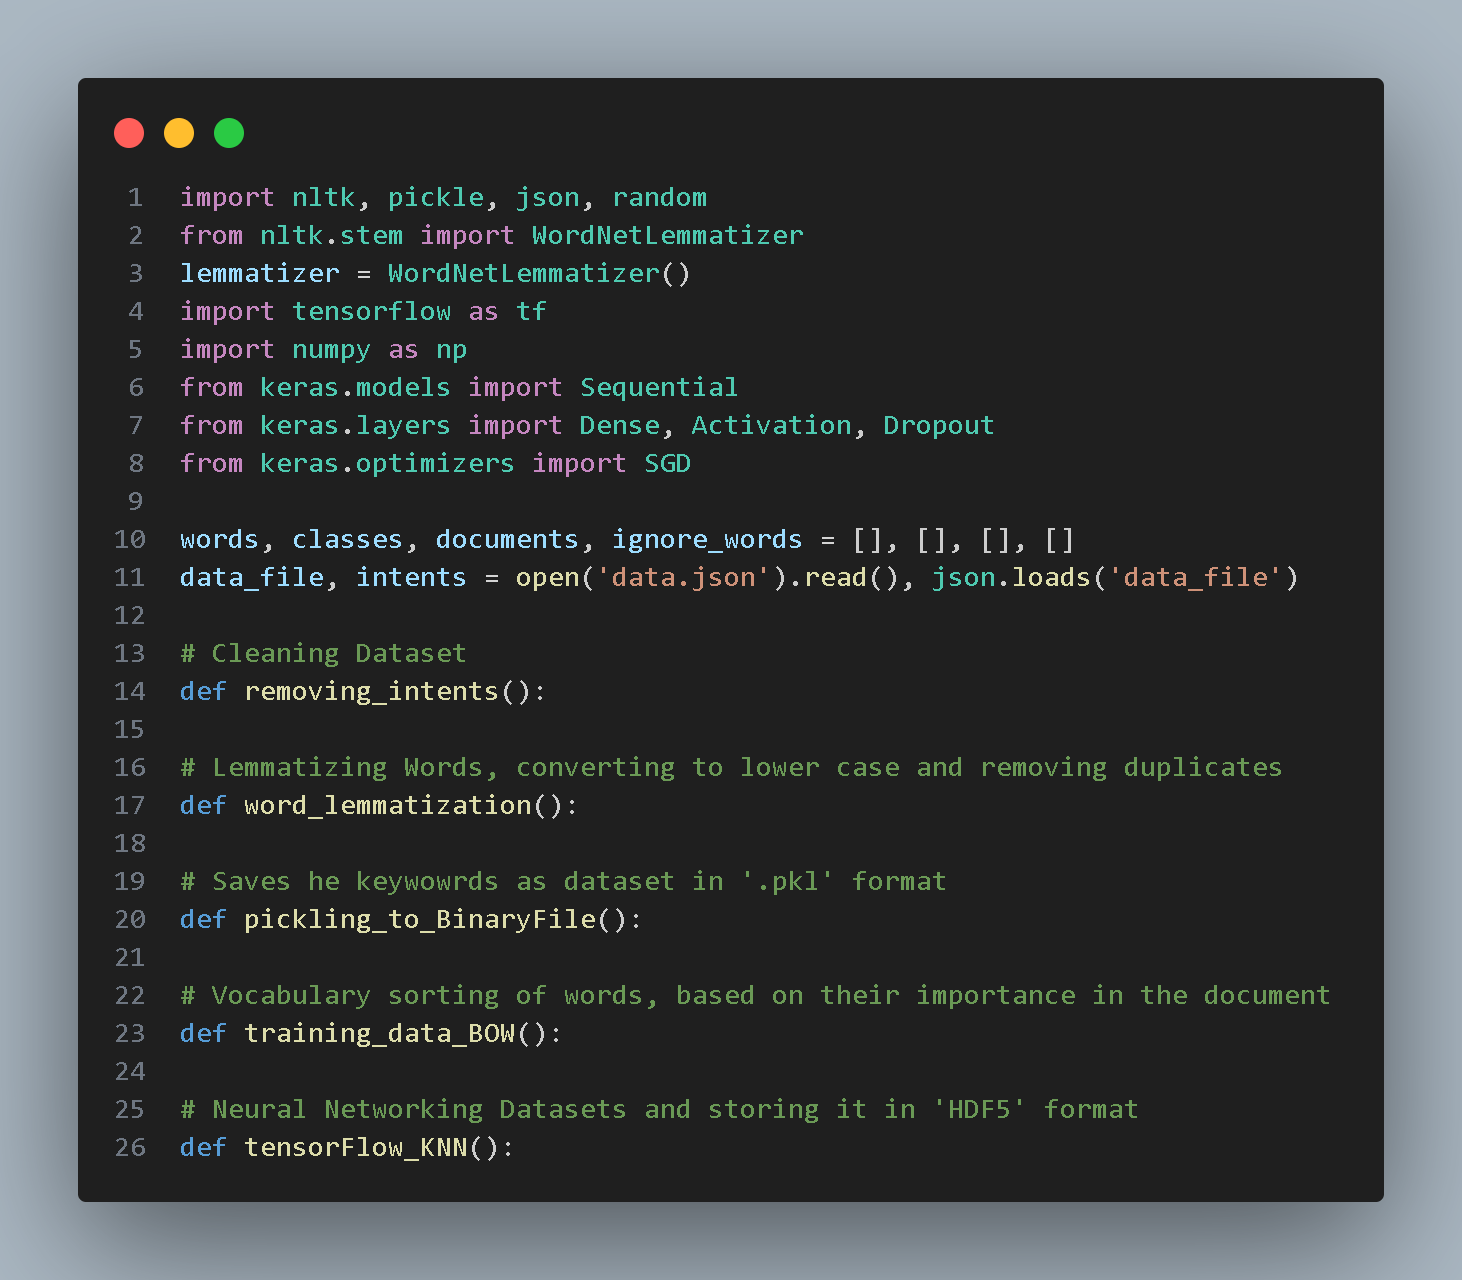 1 import nltk, pickle, json, random
2 from nltk.stem import WordNetLemmatizer
3 lemmatizer = WordNetLemmatizer()
4 import tensorflow as tf
5 import numpy as np
6 from keras.models import Sequential
7 from keras.layers import Dense, Activation, Dropout
8 from keras.optimizers import SGD
9
10 words, classes, documents, ignore_words = [], [], [], []
11 data_file, intents = open('data.json').read(), json.loads('data_file')
12
13 # Cleaning Dataset
14 def removing_intents():
15
16 # Lemmatizing Words, converting to lower case and removing duplicates
17 def word_lemmatization():
18
19 # Saves he keywowrds as dataset in '.pkl' format
20 def pickling_to_BinaryFile():
21
22 # Vocabulary sorting of words, based on their importance in the document
23 def training_data_BOW():
24
25 # Neural Networking Datasets and storing it in 'HDF5' format
26 def tensorFlow_KNN():